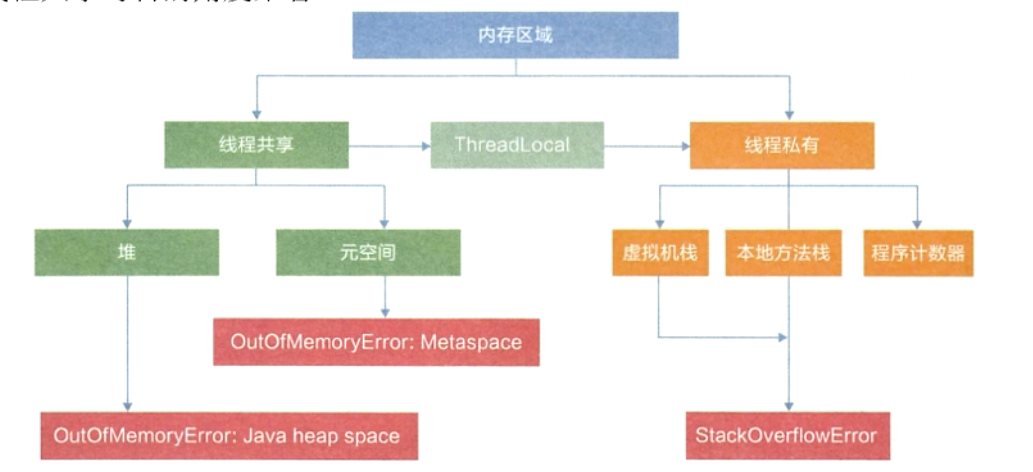 内存区域
线程共享
ThreadLocal
线程私有
堆
元空间
虚拟机栈
本地方法栈
程序计数器
OutOfMemoryError: Metaspace
OutOfMemoryError: Java heap space
StackOverflowError